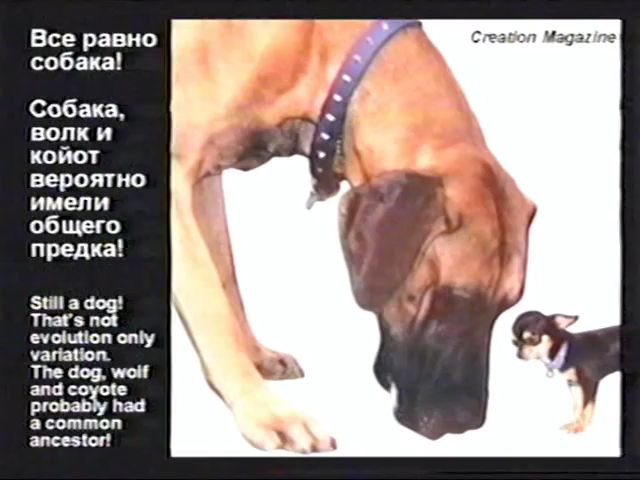 Все равно
собака!
Собака,
волк и
койот
вероятно
имели
общего
предка!
Still a dog!
That's not
evolution only
variation.
The dog, wolf
and coyote
probably had
a common
ancestor!
Creation Magazine